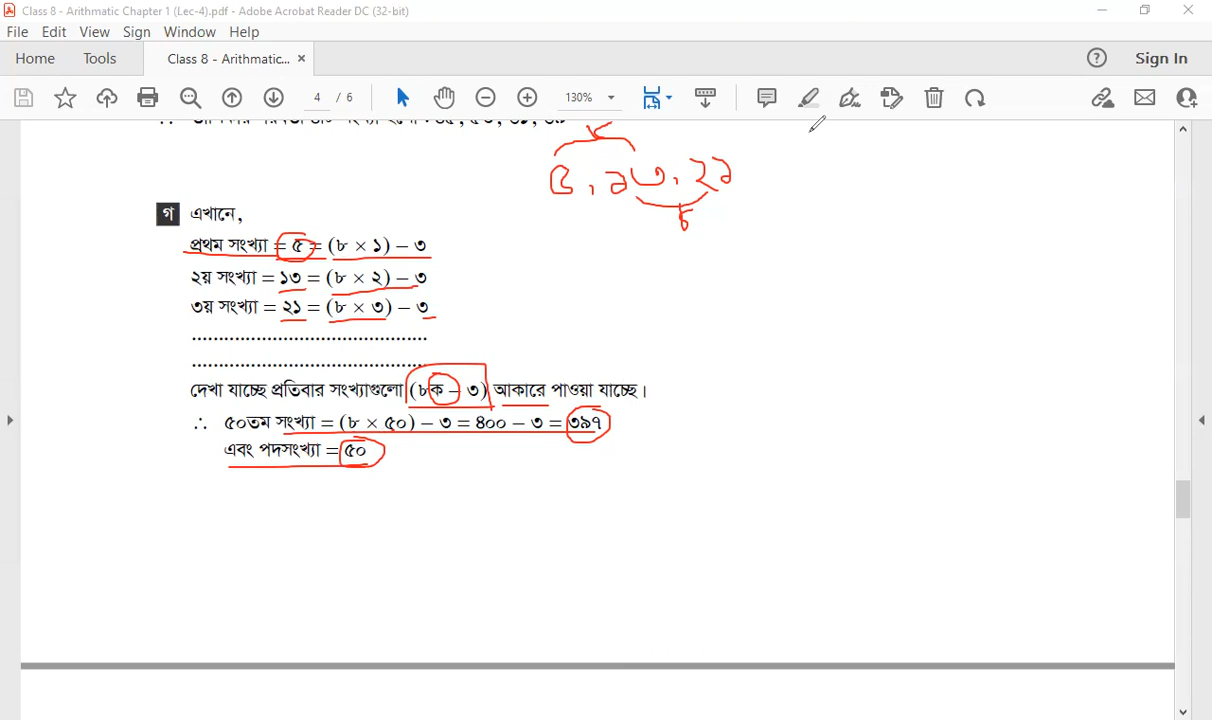 Class 8 - Arithmatic Chapter 1 (Lec-4).pdf - Adobe Acrobat Reader DC (32-bit)
File Edit View Sign Window Help
Home Tools Class 8 - Arithmatic... × Sign In
4 / 6 130%
৫, ১৩, ২১
৮
গ এখানে,
প্রথম সংখ্যা = ৫ = (৮ × ১) – ৩
২য় সংখ্যা = ১৩ = (৮ × ২) – ৩
৩য় সংখ্যা = ২১ = (৮ × ৩) – ৩
............................................
............................................
দেখা যাচ্ছে প্রতিবার সংখ্যাগুলো (৮ক – ৩) আকারে পাওয়া যাচ্ছে।
∴ ৫০তম সংখ্যা = (৮ × ৫০) – ৩ = ৪০০ – ৩ = ৩৯৭
এবং পদসংখ্যা = ৫০